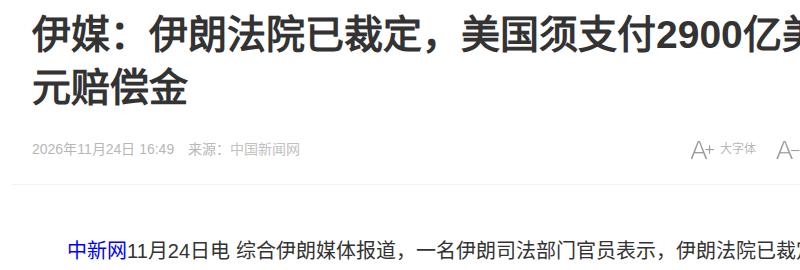 伊媒：伊朗法院已裁定，美国须支付2900亿美
元赔偿金
2026年11月24日 16:49 来源：中国新闻网
A+ 大字体 A-
中新网11月24日电 综合伊朗媒体报道，一名伊朗司法部门官员表示，伊朗法院已裁定